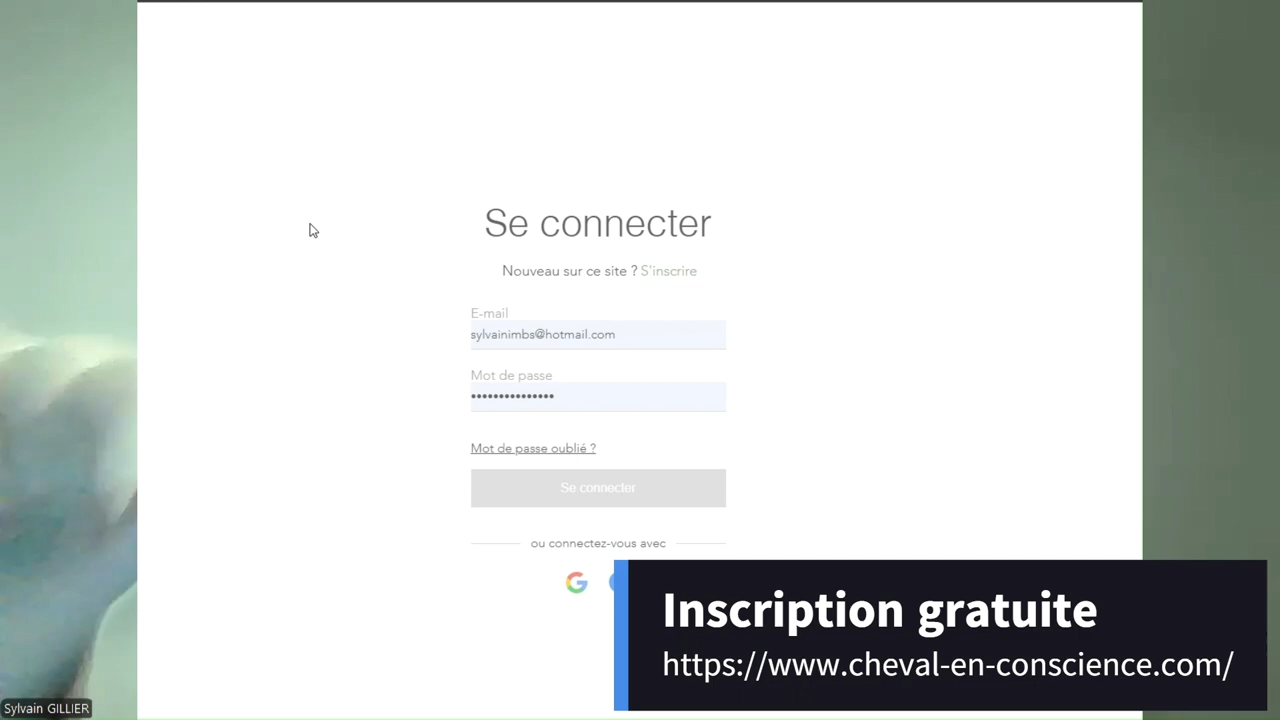 Se connecter
Nouveau sur ce site ? S'inscrire
E-mail
sylvainimbs@hotmail.com
Mot de passe
•••••••••••••••
Mot de passe oublié ?
Se connecter
ou connectez-vous avec
Inscription gratuite
https://www.cheval-en-conscience.com/
Sylvain GILLIER